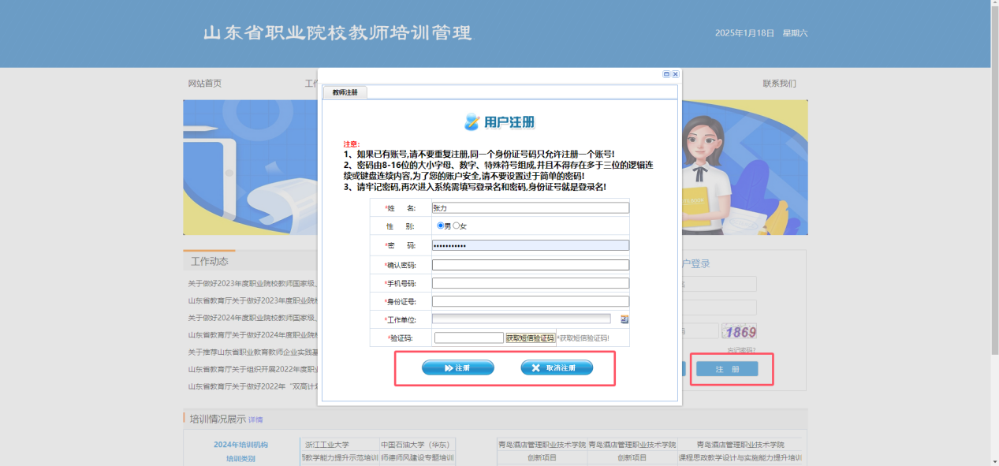 山东省职业院校教师培训管理
2025年1月18日 星期六
网站首页
联系我们
教师注册
用户注册
注意:
1、如果已有账号,请不要重复注册,同一个身份证号码只允许注册一个账号!
2、密码由8-16位的大小字母、数字、特殊符号组成,并且不得存在多于三位的逻辑连
续或键盘连续内容,为了您的账户安全,请不要设置过于简单的密码!
3、请牢记密码,再次进入系统需填写登录名和密码,身份证号就是登录名!
*姓 名: 张力
性 别: 男 女
*密 码: •••••••••••
*确认密码:
*手机号码:
*身份证号:
*工作单位:
*验证码: 获取短信验证码 *获取短信验证码!
注册 取消注册
工作动态
关于做好2023年度职业院校教师国家级、
山东省教育厅关于做好2023年度职业院
关于做好2024年度职业院校教师国家级、
山东省教育厅关于做好2024年度职业院
关于推荐山东省职业教育教师企业实践基
山东省教育厅关于组织开展2022年度职业
山东省教育厅关于做好2022年“双高计
户登录
1869
忘记密码?
注 册
培训情况展示 详情
2024年培训机构 浙江工业大学 中国石油大学(华东) 青岛酒店管理职业技术学院 青岛酒店管理职业技术学院 青岛酒店管理职业技术学院
培训类别 教学能力提升示范培训 师德师风建设专题培训 创新项目 创新项目 课程思政教学设计与实施能力提升培训